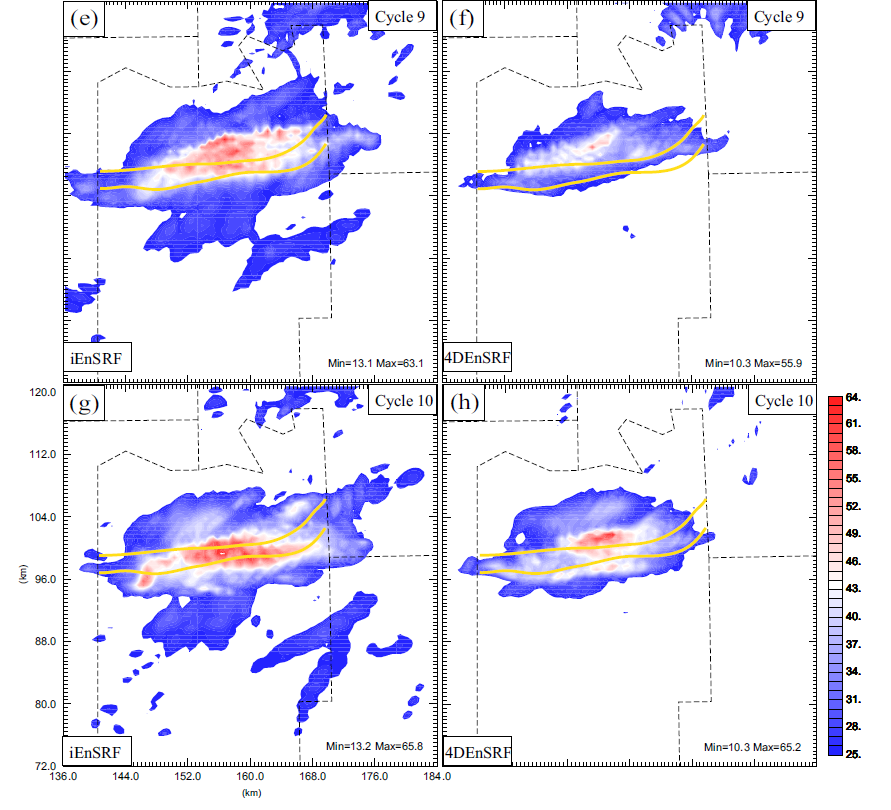 (e) Cycle 9
iEnSRF Min=13.1 Max=63.1
(f) Cycle 9
4DEnSRF Min=10.3 Max=55.9
(g) Cycle 10
iEnSRF Min=13.2 Max=65.8
(h) Cycle 10
4DEnSRF Min=10.3 Max=65.2
120.0
112.0
104.0
96.0
88.0
80.0
72.0
(km)
136.0 144.0 152.0 160.0 168.0 176.0 184.0
(km)
64.
61.
58.
55.
52.
49.
46.
43.
40.
37.
34.
31.
28.
25.